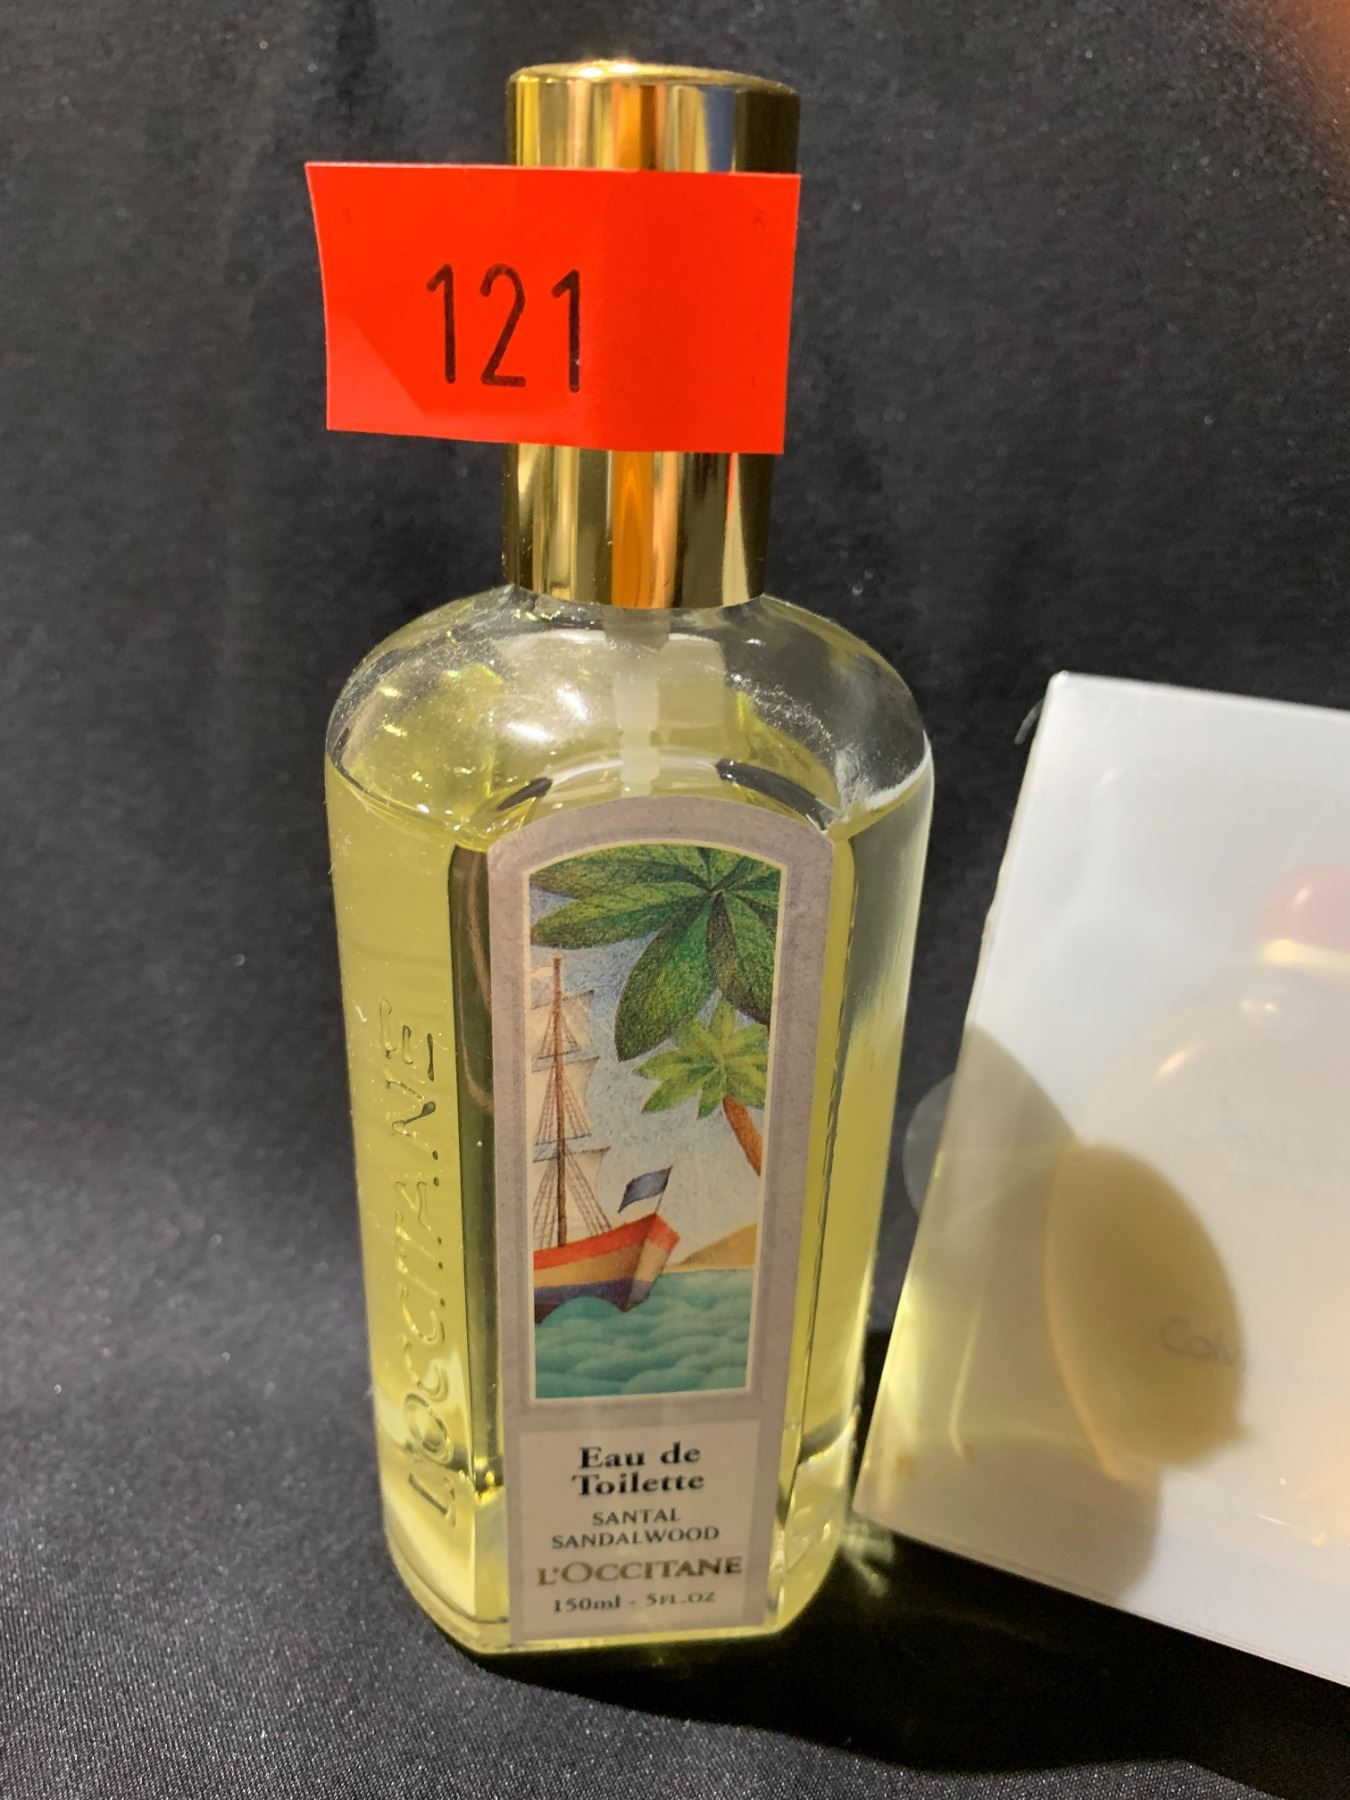 121
L'OCCITANE
Eau de
Toilette
SANTAL
SANDALWOOD
L'OCCITANE
150ml - 5FL.OZ